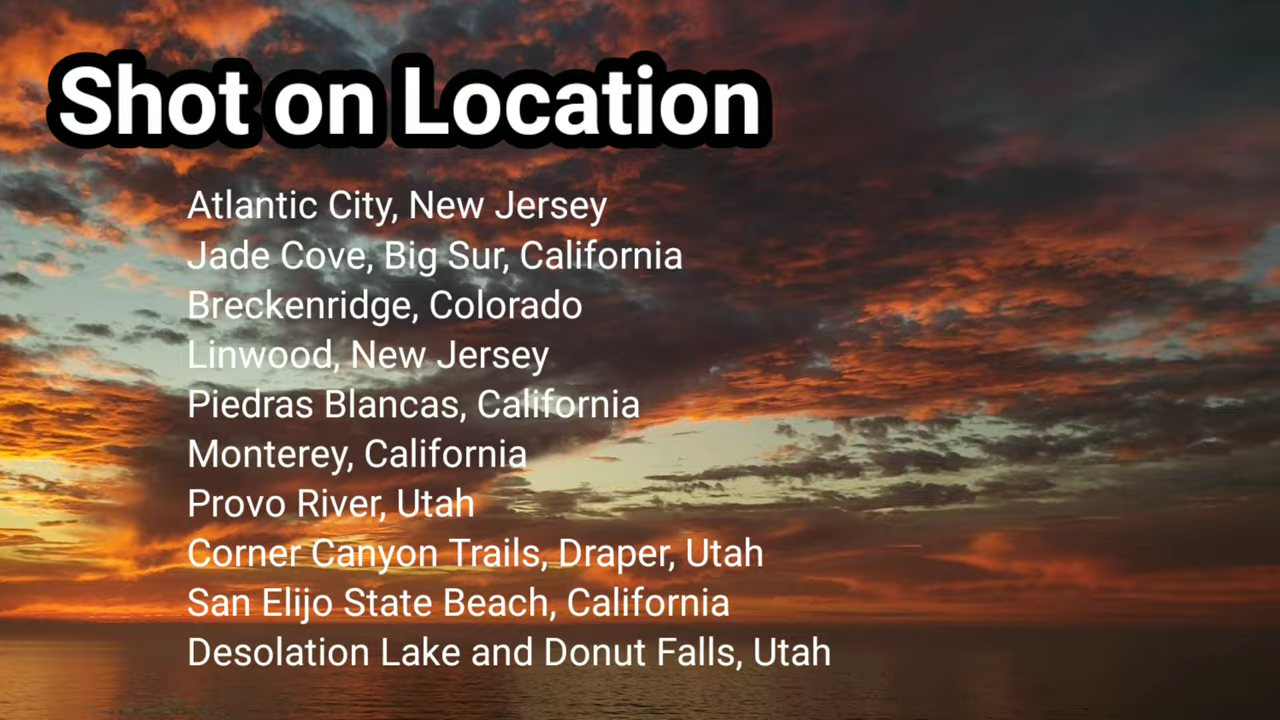 Shot on Location
Atlantic City, New Jersey
Jade Cove, Big Sur, California
Breckenridge, Colorado
Linwood, New Jersey
Piedras Blancas, California
Monterey, California
Provo River, Utah
Corner Canyon Trails, Draper, Utah
San Elijo State Beach, California
Desolation Lake and Donut Falls, Utah